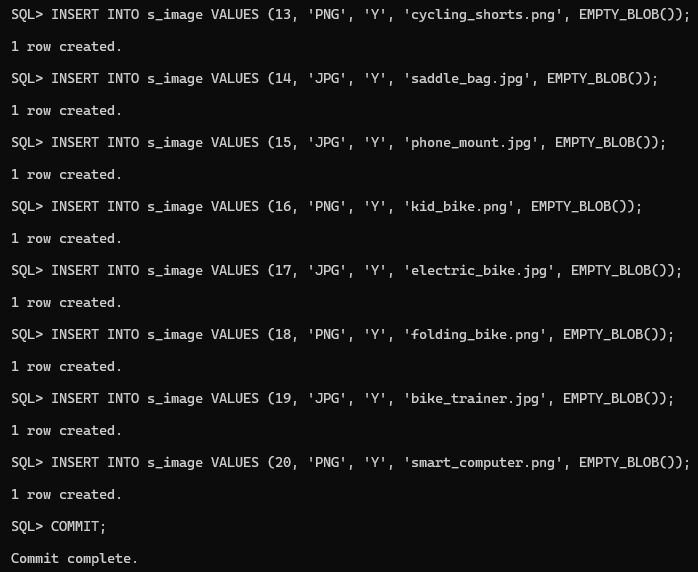 SQL> INSERT INTO s_image VALUES (13, 'PNG', 'Y', 'cycling_shorts.png', EMPTY_BLOB());
1 row created.
SQL> INSERT INTO s_image VALUES (14, 'JPG', 'Y', 'saddle_bag.jpg', EMPTY_BLOB());
1 row created.
SQL> INSERT INTO s_image VALUES (15, 'JPG', 'Y', 'phone_mount.jpg', EMPTY_BLOB());
1 row created.
SQL> INSERT INTO s_image VALUES (16, 'PNG', 'Y', 'kid_bike.png', EMPTY_BLOB());
1 row created.
SQL> INSERT INTO s_image VALUES (17, 'JPG', 'Y', 'electric_bike.jpg', EMPTY_BLOB());
1 row created.
SQL> INSERT INTO s_image VALUES (18, 'PNG', 'Y', 'folding_bike.png', EMPTY_BLOB());
1 row created.
SQL> INSERT INTO s_image VALUES (19, 'JPG', 'Y', 'bike_trainer.jpg', EMPTY_BLOB());
1 row created.
SQL> INSERT INTO s_image VALUES (20, 'PNG', 'Y', 'smart_computer.png', EMPTY_BLOB());
1 row created.
SQL> COMMIT;
Commit complete.